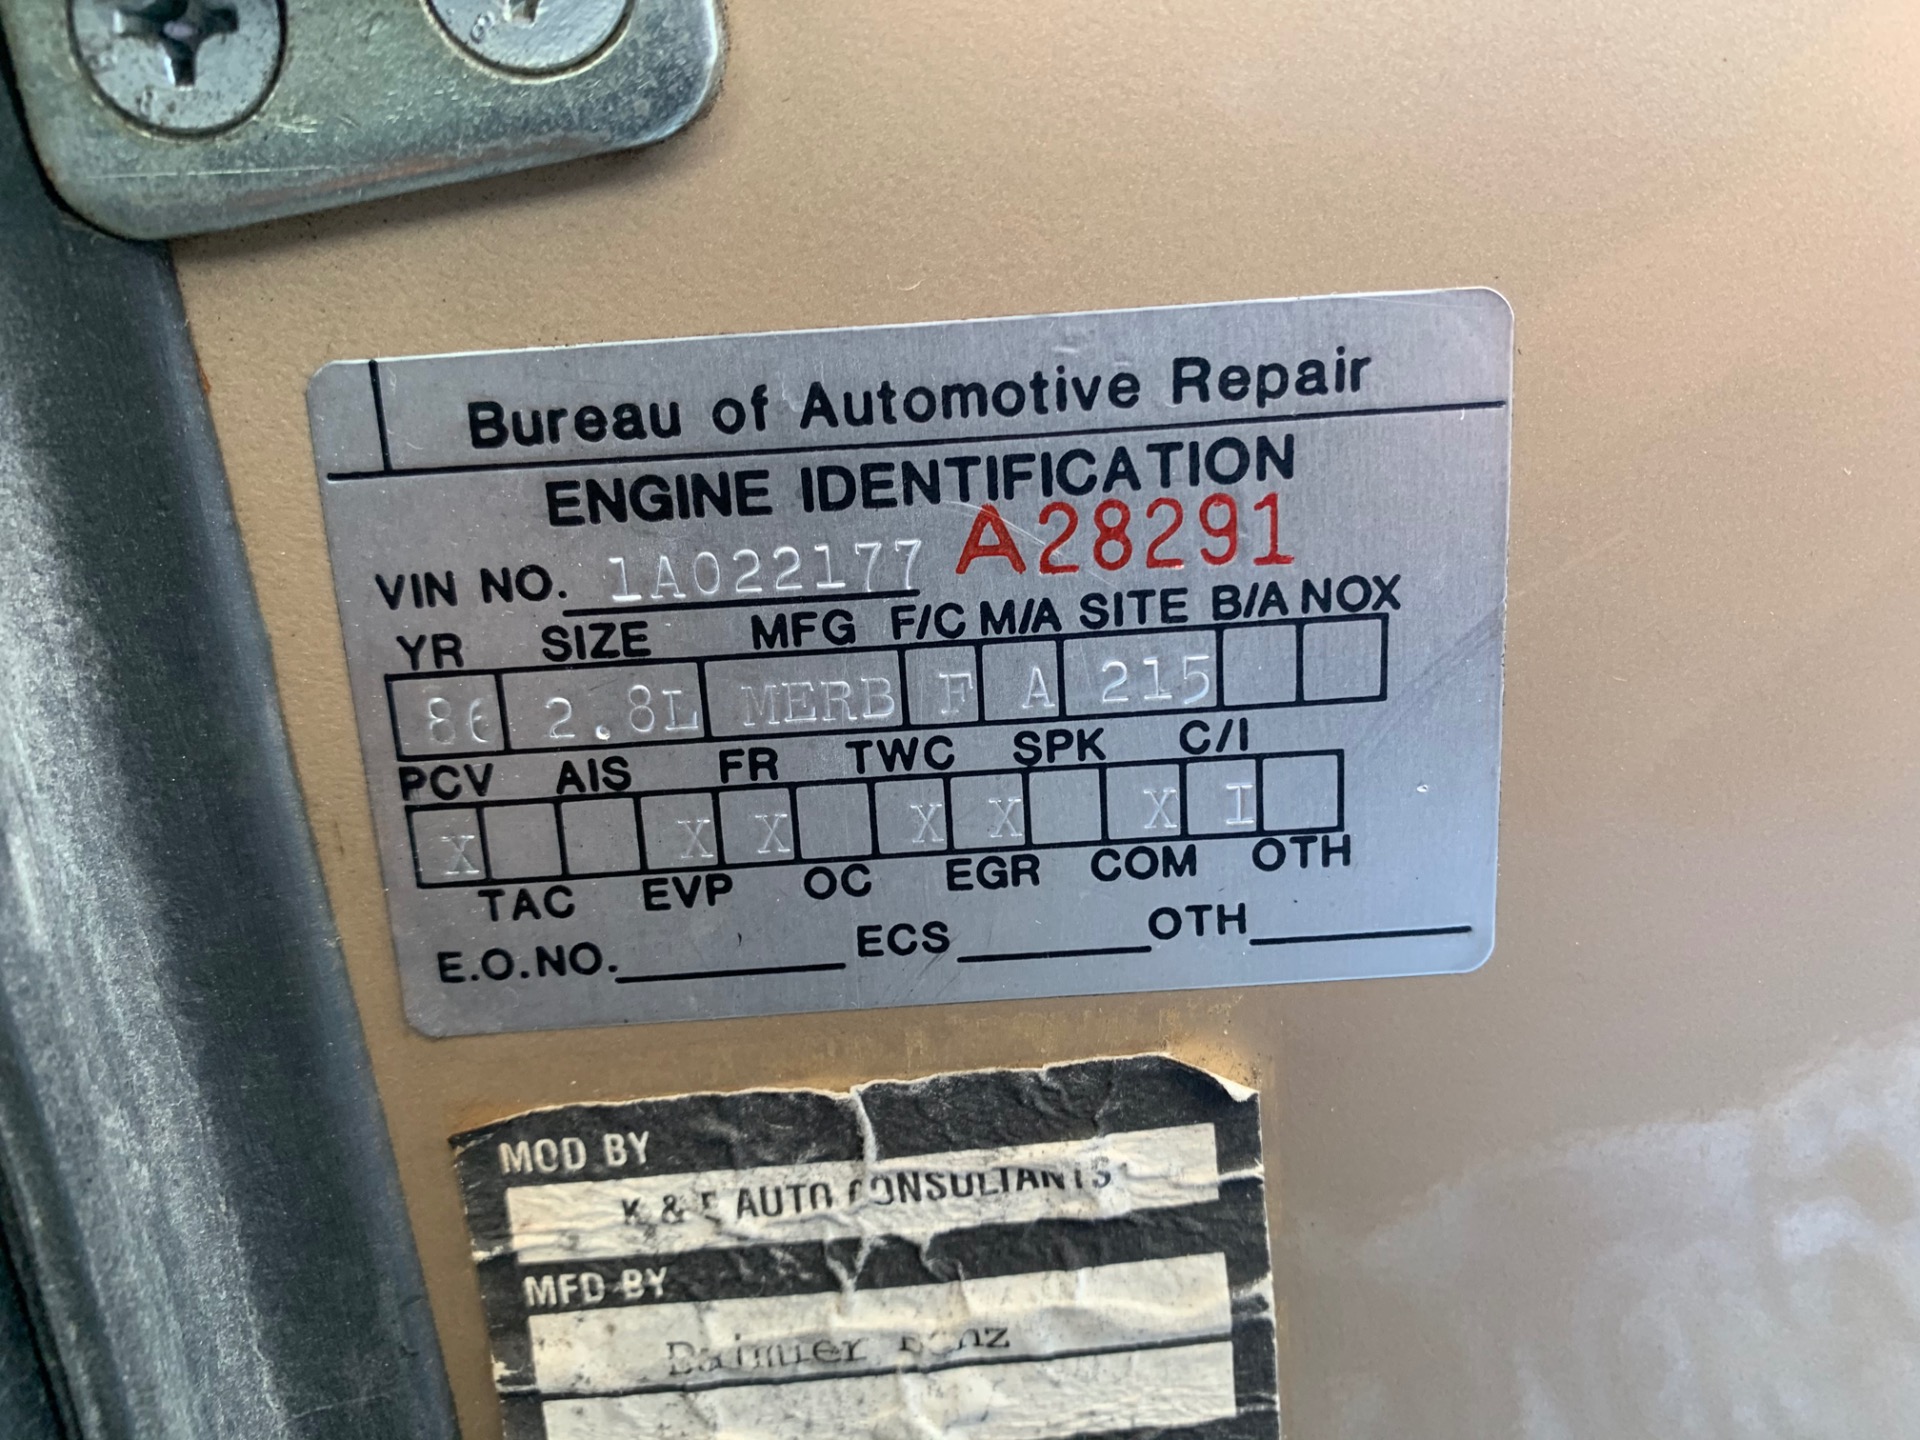 Bureau of Automotive Repair
ENGINE IDENTIFICATION
VIN NO. 1A022177 A28291
YR SIZE MFG F/C M/A SITE B/A NOX
86 2.8L MERB F A 215
PCV AIS FR TWC SPK C/I
X X X X X X I
TAC EVP OC EGR COM OTH
E.O.NO. ECS OTH
MOD BY
K & E AUTO CONSULTANTS
MFD BY
Daimler Benz